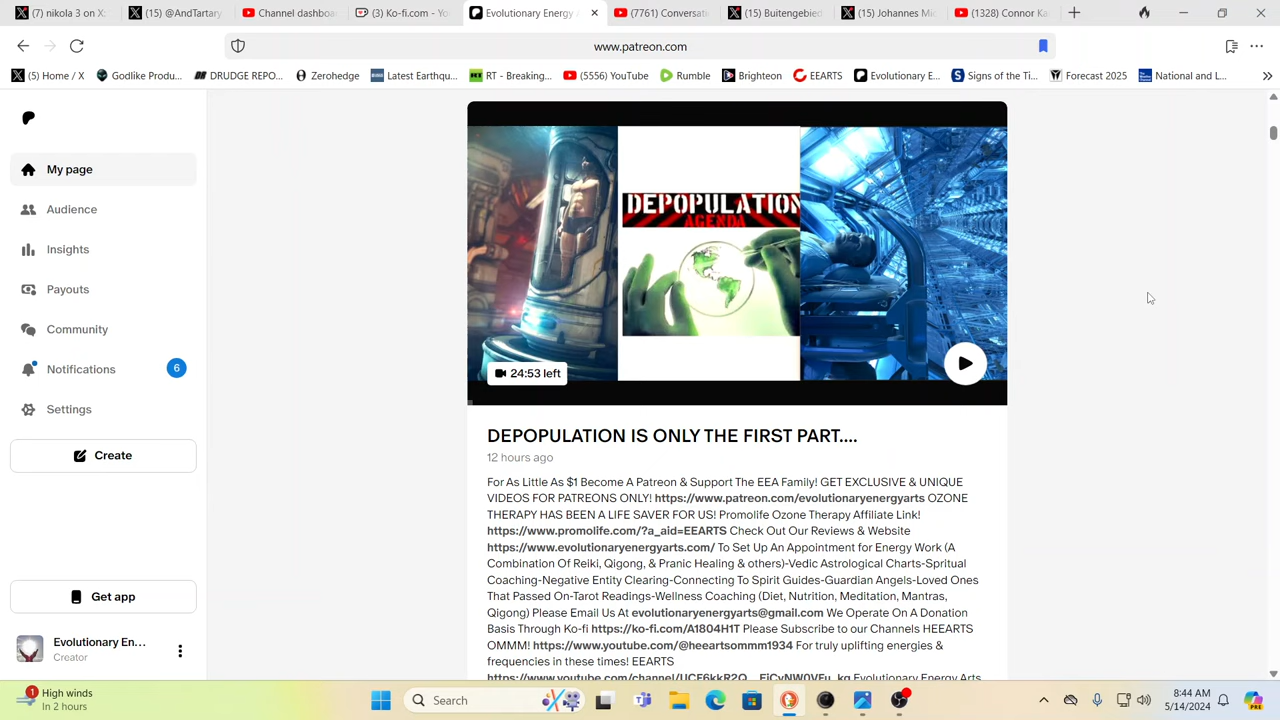 (7) nikola 3 on X:
(15) @AndTartary
Channel dashboa
(3) Ko-fi.com - Yo
Evolutionary Energy
(7761) Conversati
(15) Buitengebied
(15) Johannes Mi
(1328) Connor
www.patreon.com
(5) Home / X
Godlike Produ...
DRUDGE REPO...
Zerohedge
Latest Earthqu...
RT - Breaking...
(5556) YouTube
Rumble
Brighteon
EEARTS
Evolutionary E...
Signs of the Ti...
Forecast 2025
National and L...
My page
Audience
Insights
Payouts
Community
Notifications
6
Settings
Create
Get app
Evolutionary En...
Creator
DEPOPULATION
AGENDA
24:53 left
DEPOPULATION IS ONLY THE FIRST PART....
12 hours ago
For As Little As $1 Become A Patreon & Support The EEA Family! GET EXCLUSIVE & UNIQUE
VIDEOS FOR PATREONS ONLY! https://www.patreon.com/evolutionaryenergyarts OZONE
THERAPY HAS BEEN A LIFE SAVER FOR US! Promolife Ozone Therapy Affiliate Link!
https://www.promolife.com/?a_aid=EEARTS Check Out Our Reviews & Website
https://www.evolutionaryenergyarts.com/ To Set Up An Appointment for Energy Work (A
Combination Of Reiki, Qigong, & Pranic Healing & others)-Vedic Astrological Charts-Spritual
Coaching-Negative Entity Clearing-Connecting To Spirit Guides-Guardian Angels-Loved Ones
That Passed On-Tarot Readings-Wellness Coaching (Diet, Nutrition, Meditation, Mantras,
Qigong) Please Email Us At evolutionaryenergyarts@gmail.com We Operate On A Donation
Basis Through Ko-fi https://ko-fi.com/A1804H1T Please Subscribe to our Channels HEEARTS
OMMM! https://www.youtube.com/@heeartsommm1934 For truly uplifting energies &
frequencies in these times! EEARTS
Evolutionary Energy Arts
1
High winds
In 2 hours
Search
8:44 AM
5/14/2024